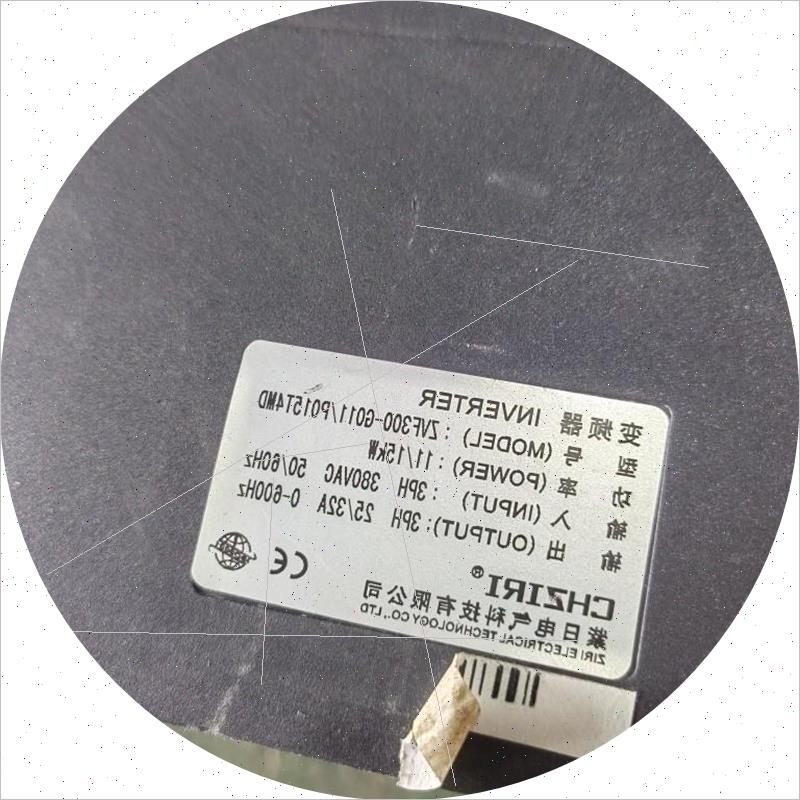 变频器 INVERTER
型 号 (MODEL) : ZVF300-G011/P015T4MD
功 率 (POWER) : 11/15kW
输 入 (INPUT) : 3PH 380VAC 50/60Hz
输 出 (OUTPUT) : 3PH 25/32A 0-600Hz
CHZIRI®
CE
紫日电气科技有限公司
ZIRI ELECTRICAL TECHNOLOGY CO., LTD